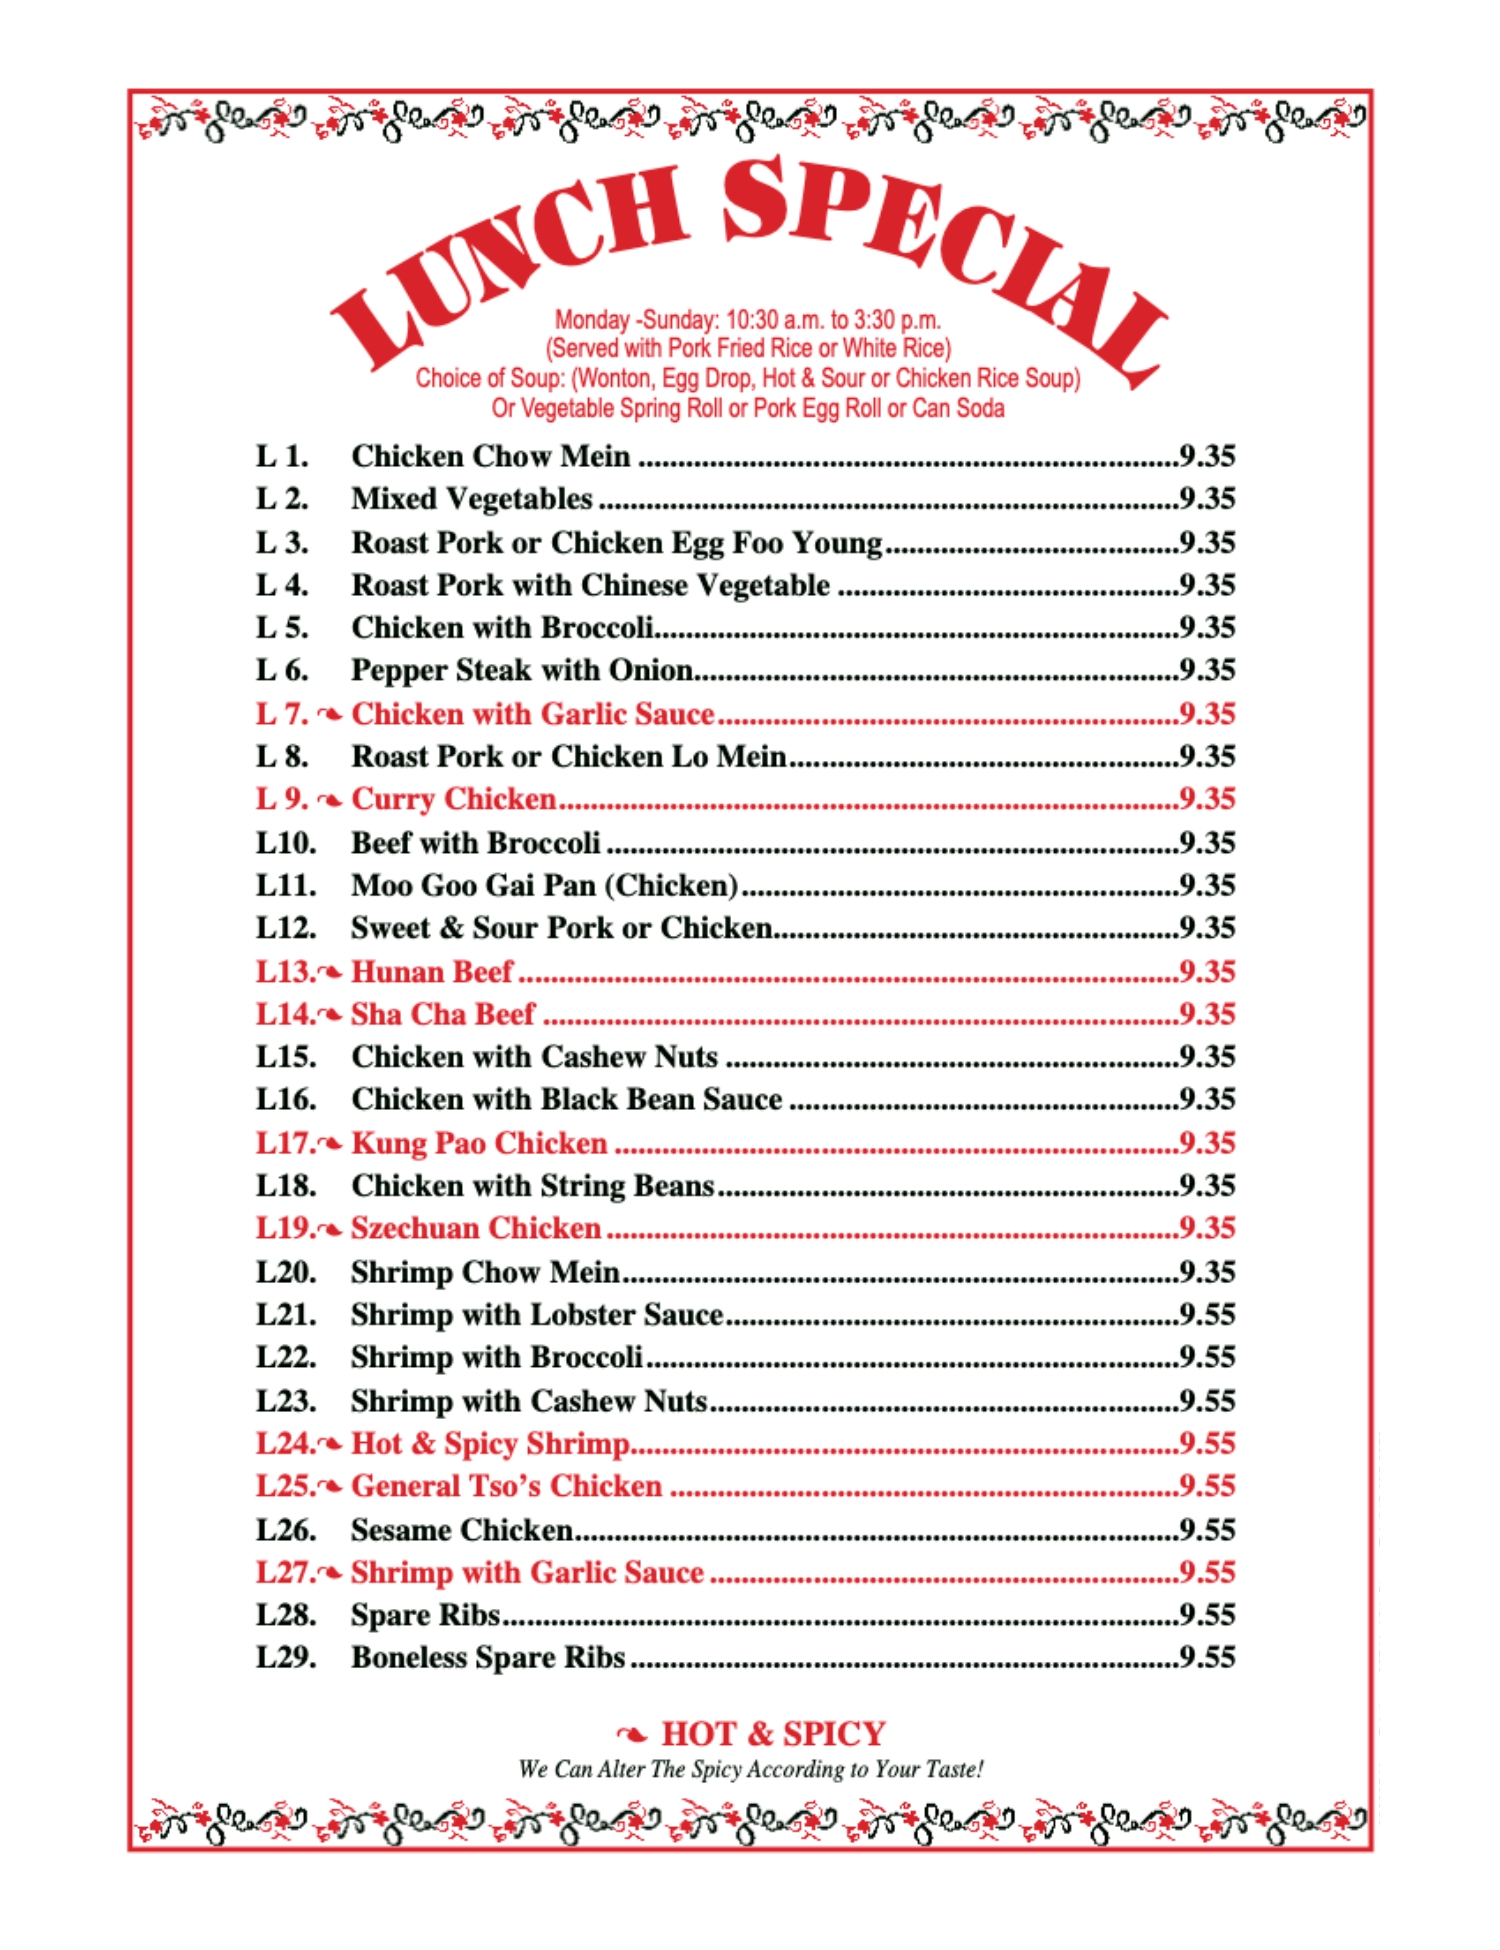 LUNCH SPECIAL
Monday -Sunday: 10:30 a.m. to 3:30 p.m.
(Served with Pork Fried Rice or White Rice)
Choice of Soup: (Wonton, Egg Drop, Hot & Sour or Chicken Rice Soup)
Or Vegetable Spring Roll or Pork Egg Roll or Can Soda
L 1. Chicken Chow Mein ........ 9.35
L 2. Mixed Vegetables ........ 9.35
L 3. Roast Pork or Chicken Egg Foo Young ........ 9.35
L 4. Roast Pork with Chinese Vegetable ........ 9.35
L 5. Chicken with Broccoli ........ 9.35
L 6. Pepper Steak with Onion ........ 9.35
L 7. Chicken with Garlic Sauce ........ 9.35
L 8. Roast Pork or Chicken Lo Mein ........ 9.35
L 9. Curry Chicken ........ 9.35
L10. Beef with Broccoli ........ 9.35
L11. Moo Goo Gai Pan (Chicken) ........ 9.35
L12. Sweet & Sour Pork or Chicken ........ 9.35
L13. Hunan Beef ........ 9.35
L14. Sha Cha Beef ........ 9.35
L15. Chicken with Cashew Nuts ........ 9.35
L16. Chicken with Black Bean Sauce ........ 9.35
L17. Kung Pao Chicken ........ 9.35
L18. Chicken with String Beans ........ 9.35
L19. Szechuan Chicken ........ 9.35
L20. Shrimp Chow Mein ........ 9.35
L21. Shrimp with Lobster Sauce ........ 9.55
L22. Shrimp with Broccoli ........ 9.55
L23. Shrimp with Cashew Nuts ........ 9.55
L24. Hot & Spicy Shrimp ........ 9.55
L25. General Tso’s Chicken ........ 9.55
L26. Sesame Chicken ........ 9.55
L27. Shrimp with Garlic Sauce ........ 9.55
L28. Spare Ribs ........ 9.55
L29. Boneless Spare Ribs ........ 9.55
HOT & SPICY
We Can Alter The Spicy According to Your Taste!